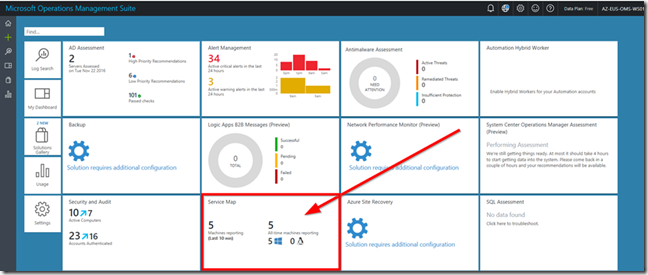 Microsoft Operations Management Suite
Data Plan: Free
AZ-EUS-OMS-WS01
Find...
Log Search
My Dashboard
2 NEW
Solutions
Gallery
Usage
Settings
AD Assessment
2
Servers Assessed
on Tue Nov 22 2016
1
High Priority Recommendations
6
Low Priority Recommendations
101
Passed checks
Alert Management
34
Active critical alerts in the last
24 hours
3
Active warning alerts in the last
24 hours
Antimalware Assessment
0
NEED
ATTENTION
Active Threats
0
Remediated Threats
0
Insufficient Protection
0
Automation Hybrid Worker
Enable Hybrid Workers for your Automation accounts
Backup
Solution requires additional configuration
Logic Apps B2B Messages (Preview)
0
TOTAL
Successful
0
Pending
0
Failed
0
Network Performance Monitor (Preview)
Solution requires additional configuration
System Center Operations Manager Assessment
(Preview)
Performing Assessment
We're still getting things ready. At most it should take 4 hours
to start getting data into the system. Please come back in a
couple of hours and your recommendations will be available.
Security and Audit
10 7
Active Computers
23 16
Accounts Authenticated
Service Map
5
Machines reporting
(Last 10 min)
5
All-time machines reporting
5 0
Azure Site Recovery
Solution requires additional configuration
SQL Assessment
No data found
Click here to troubleshoot.